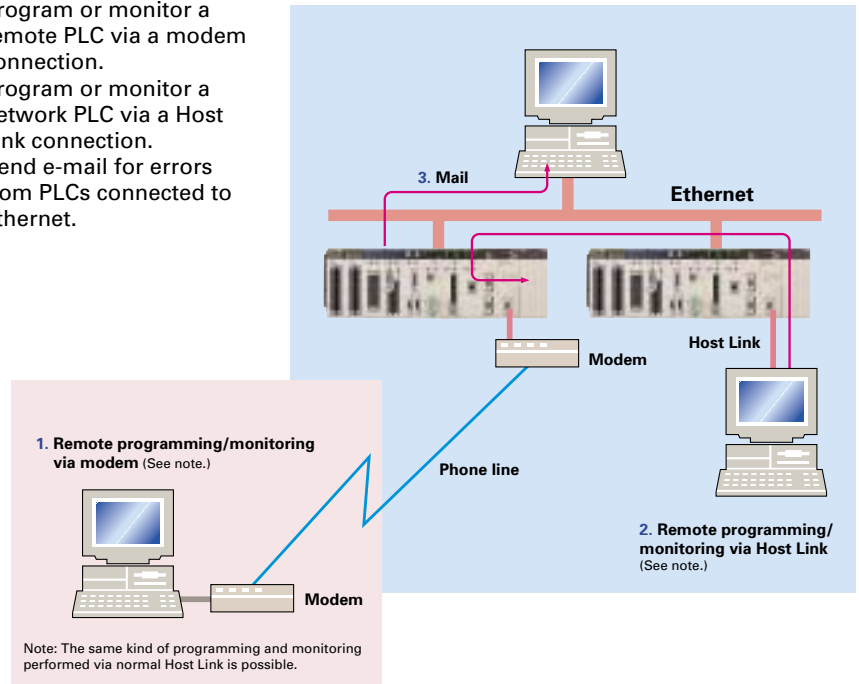 rogram or monitor a
emote PLC via a modem
onnection.
rogram or monitor a
etwork PLC via a Host
ink connection.
end e-mail for errors
om PLCs connected to
thernet.
3. Mail
Ethernet
Host Link
Modem
1. Remote programming/monitoring
via modem (See note.)
Phone line
2. Remote programming/
monitoring via Host Link
(See note.)
Modem
Note: The same kind of programming and monitoring
performed via normal Host Link is possible.